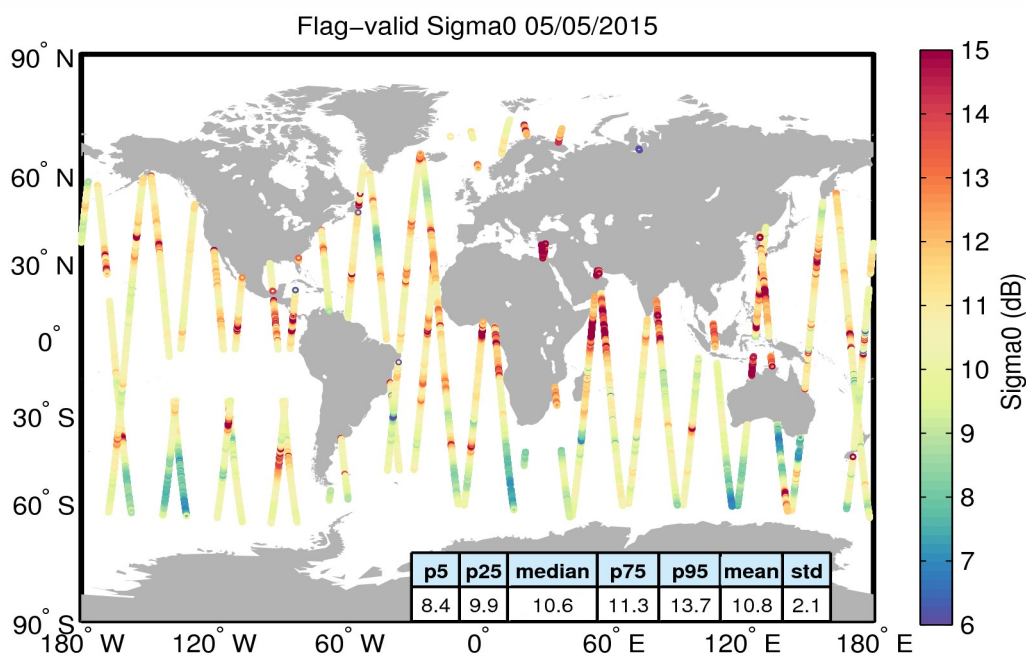 Flag−valid Sigma0 05/05/2015
90° N
60° N
30° N
0°
30° S
60° S
90° S
180° W
120° W
60° W
0°
60° E
120° E
180° E
p5 p25 median p75 p95 mean std
8.4 9.9 10.6 11.3 13.7 10.8 2.1
15
14
13
12
11
10
9
8
7
6
Sigma0 (dB)